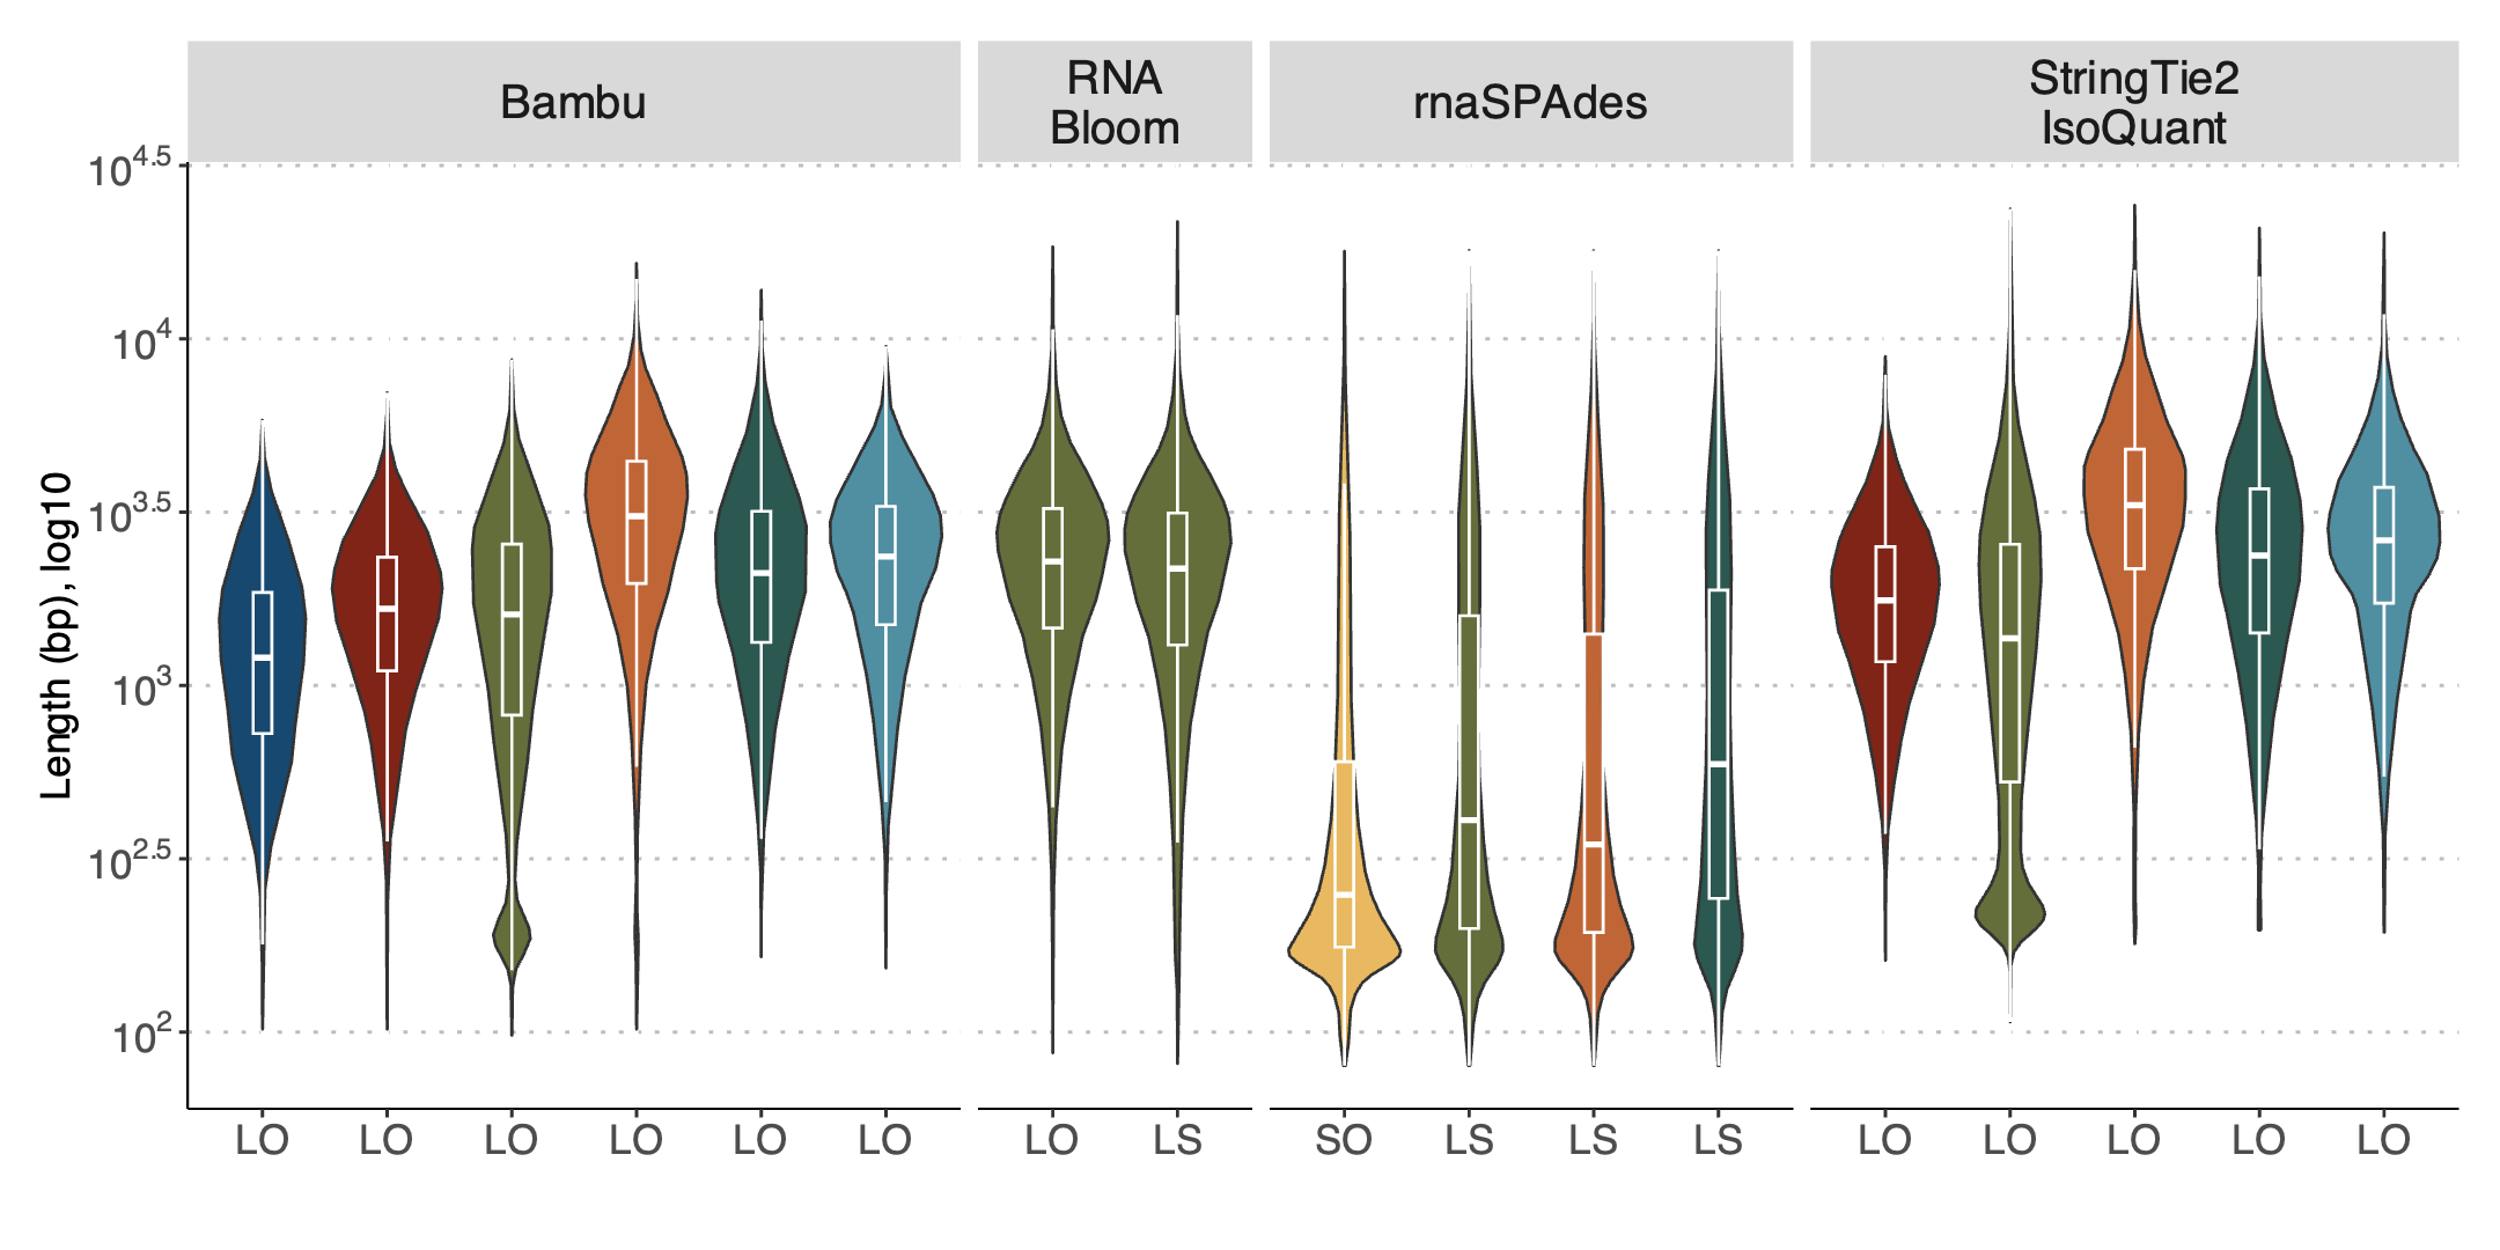 Bambu
RNA
Bloom
rnaSPAdes
StringTie2
IsoQuant
Length (bp), log10
10^4.5
10^4
10^3.5
10^3
10^2.5
10^2
LO LO LO LO LO LO LO LS SO LS LS LS LO LO LO LO LO